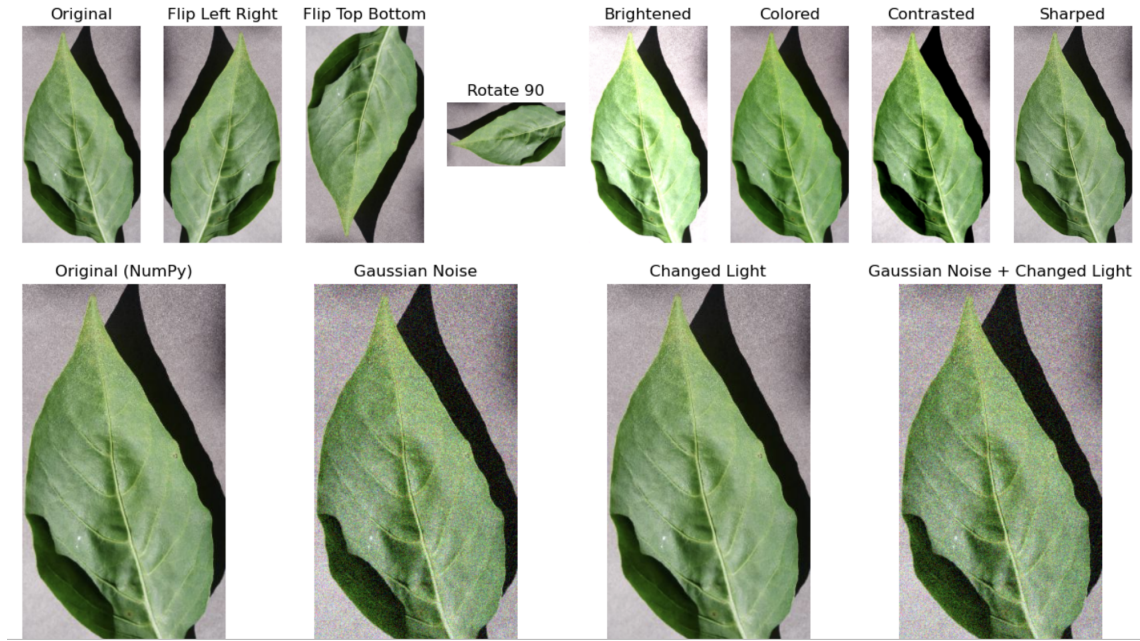 Original
Flip Left Right
Flip Top Bottom
Rotate 90
Brightened
Colored
Contrasted
Sharped
Original (NumPy)
Gaussian Noise
Changed Light
Gaussian Noise + Changed Light